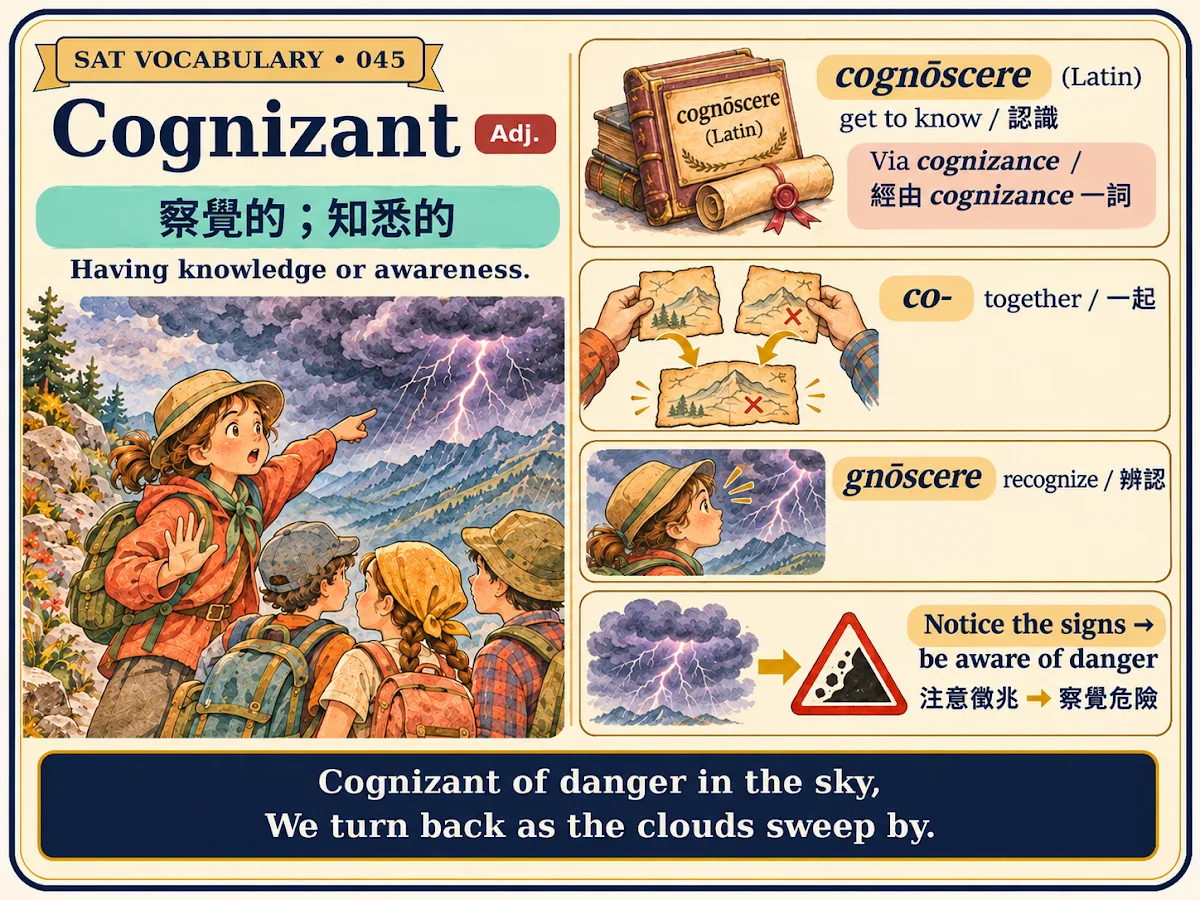 SAT VOCABULARY • 045
Cognizant
Adj.
察覺的；知悉的
Having knowledge or awareness.
cognōscere
(Latin)
cognōscere (Latin)
get to know / 認識
Via cognizance /
經由 cognizance 一詞
co- together / 一起
gnōscere recognize / 辨認
Notice the signs →
be aware of danger
注意徵兆 → 察覺危險
Cognizant of danger in the sky,
We turn back as the clouds sweep by.